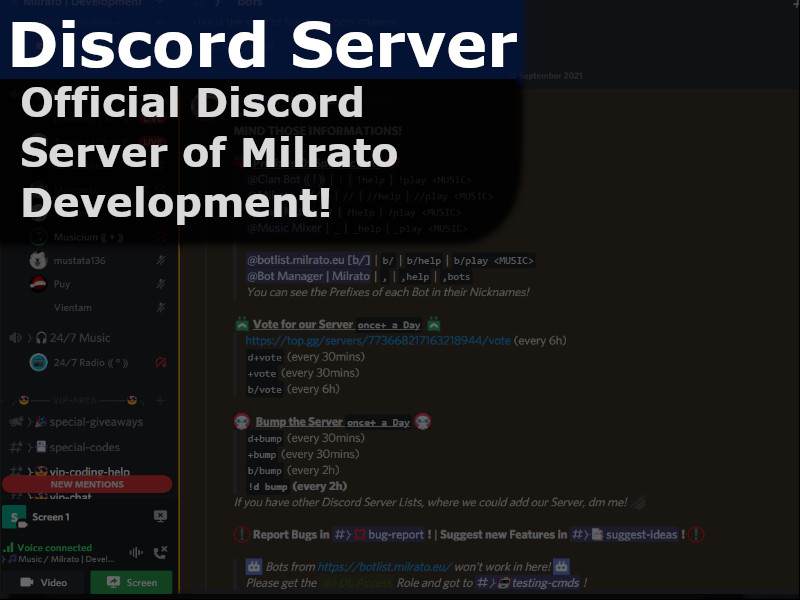 Milrato | Development
bots
Discord Server
September 2021
Official Discord
Server of Milrato
Development!
MIND THOSE INFORMATIONS!
@Clan Bot ( ! ) | ! | !help | !play <MUSIC>
| // | //help | //play <MUSIC>
| ?help | ?play <MUSIC>
@Music Mixer | _ | _help | _play <MUSIC>
Musicium
mustata136
Puy
Vientam
@botlist.milrato.eu [b/] | b/ | b/help | b/play <MUSIC>
@Bot Manager | Milrato | , | ,help | ,bots
You can see the Prefixes of each Bot in their Nicknames!
24/7 Music
24/7 Radio
Vote for our Server once+ a Day
https://top.gg/servers/773668217163218944/vote (every 6h)
d+vote (every 30mins)
+vote (every 30mins)
b/vote (every 6h)
VIP-AREA
special-giveaways
special-codes
vip-coding-help
NEW MENTIONS
vip-chat
Bump the Server once+ a Day
d+bump (every 30mins)
+bump (every 30mins)
b/bump (every 2h)
!d bump (every 2h)
If you have other Discord Server Lists, where we could add our Server, dm me!
S
Screen 1
Report Bugs in # bug-report ! | Suggest new Features in # suggest-ideas !
Voice connected
Music / Milrato | Devel...
Bots from https://botlist.milrato.eu/ won't work in here!
Please get the Access Role and got to # testing-cmds !
Video
Screen